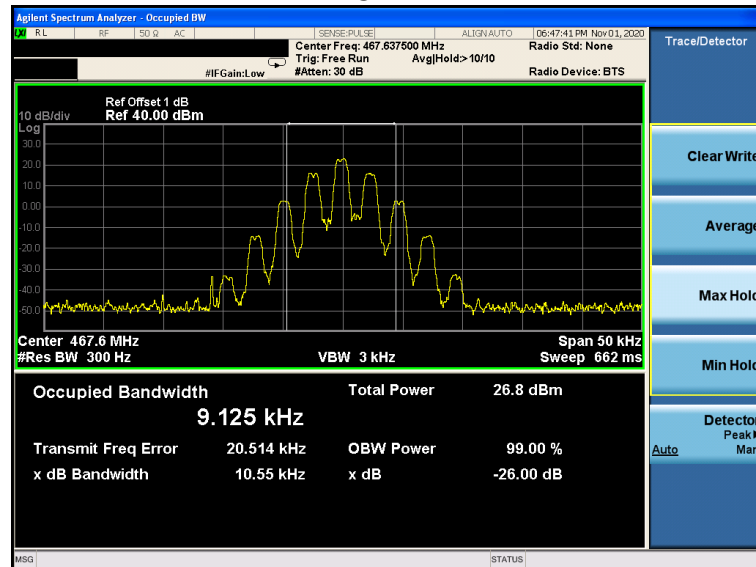 Agilent Spectrum Analyzer - Occupied BW
LXI RL RF 50 Ω AC SENSE:PULSE ALIGN AUTO 06:47:41 PM Nov 01, 2020
Center Freq: 467.637500 MHz Radio Std: None
Trig: Free Run Avg|Hold:>10/10
#IFGain:Low #Atten: 30 dB Radio Device: BTS
Ref Offset 1 dB
10 dB/div Ref 40.00 dBm
Log
30.0
20.0
10.0
0.00
-10.0
-20.0
-30.0
-40.0
-50.0
Center 467.6 MHz Span 50 kHz
#Res BW 300 Hz VBW 3 kHz Sweep 662 ms
Occupied Bandwidth Total Power 26.8 dBm
9.125 kHz
Transmit Freq Error 20.514 kHz OBW Power 99.00 %
x dB Bandwidth 10.55 kHz x dB -26.00 dB
MSG STATUS
Trace/Detector
Clear Write
Average
Max Hold
Min Hold
Detector
Peak
Auto Man